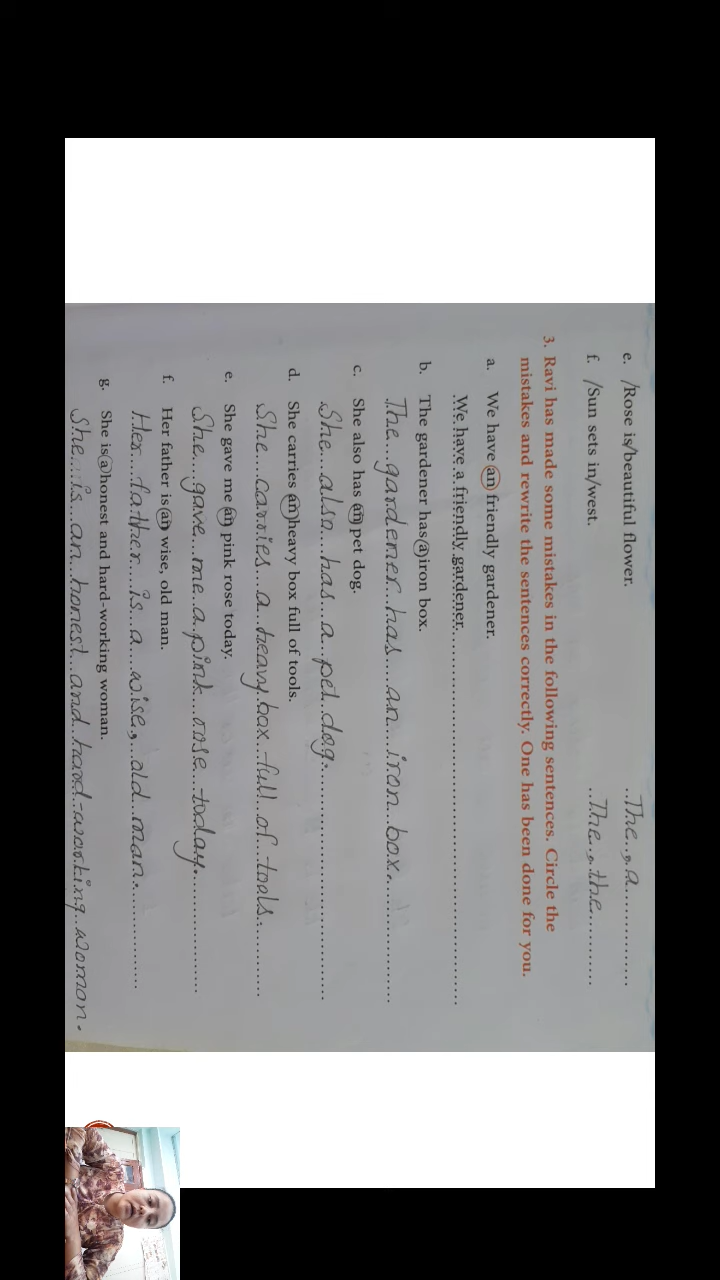 e. /Rose is/beautiful flower. The, a
f. /Sun sets in/west. The, the
3. Ravi has made some mistakes in the following sentences. Circle the
mistakes and rewrite the sentences correctly. One has been done for you.
a. We have an friendly gardener.
We have a friendly gardener.
b. The gardener has a iron box.
The gardener has an iron box.
c. She also has an pet dog.
She also has a pet dog.
d. She carries an heavy box full of tools.
She carries a heavy box full of tools.
e. She gave me an pink rose today.
She gave me a pink rose today.
f. Her father is an wise, old man.
Her father is a wise, old man.
g. She is a honest and hard-working woman.
She is an honest and hard-working woman.